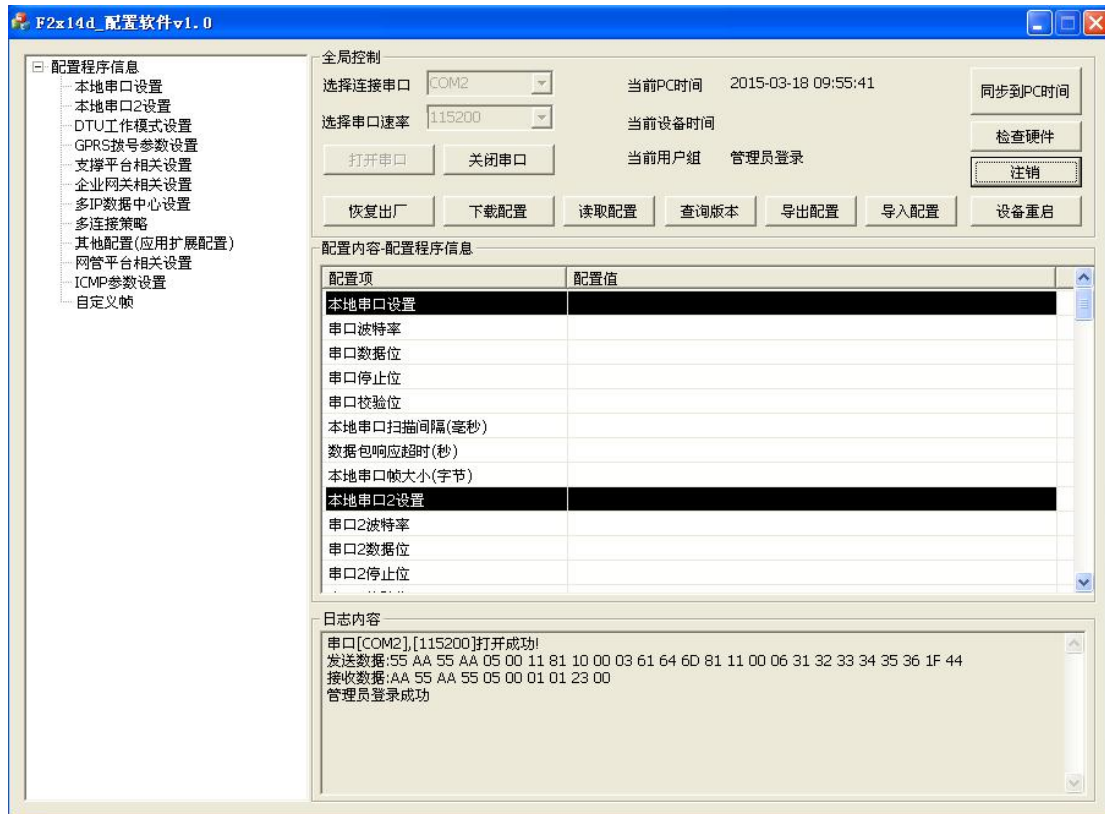 F2x14d_配置软件v1.0
配置程序信息
本地串口设置
本地串口2设置
DTU工作模式设置
GPRS拨号参数设置
支撑平台相关设置
企业网关相关设置
多IP数据中心设置
多连接策略
其他配置(应用扩展配置)
网管平台相关设置
ICMP参数设置
自定义帧
全局控制
选择连接串口 COM2 当前PC时间 2015-03-18 09:55:41 同步到PC时间
选择串口速率 115200 当前设备时间 检查硬件
打开串口 关闭串口 当前用户组 管理员登录 注销
恢复出厂 下载配置 读取配置 查询版本 导出配置 导入配置 设备重启
配置内容-配置程序信息
配置项 配置值
本地串口设置
串口波特率
串口数据位
串口停止位
串口校验位
本地串口扫描间隔(毫秒)
数据包响应超时(秒)
本地串口帧大小(字节)
本地串口2设置
串口2波特率
串口2数据位
串口2停止位
日志内容
串口[COM2],[115200]打开成功!
发送数据:55 AA 55 AA 05 00 11 81 10 00 03 61 64 6D 81 11 00 06 31 32 33 34 35 36 1F 44
接收数据:AA 55 AA 55 05 00 01 01 23 00
管理员登录成功